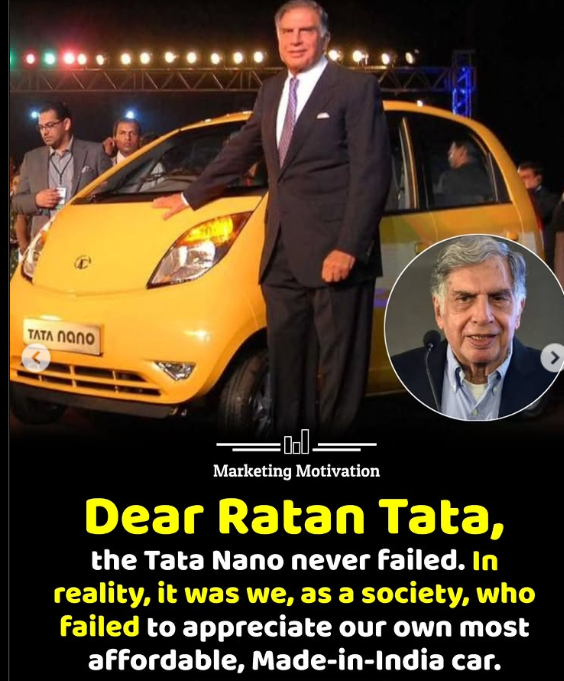 TATA nano
Marketing Motivation
Dear Ratan Tata,
the Tata Nano never failed. In
reality, it was we, as a society, who
failed to appreciate our own most
affordable, Made-in-India car.